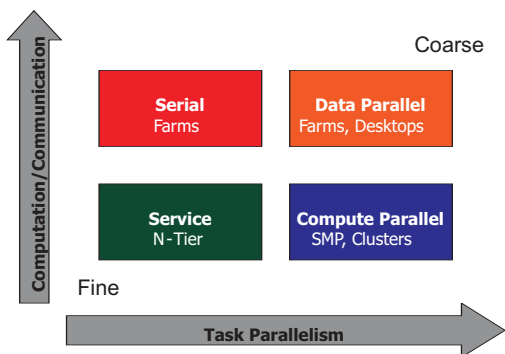 Coarse
Computation/Communication
Serial
Farms
Data Parallel
Farms, Desktops
Service
N-Tier
Compute Parallel
SMP, Clusters
Fine
Task Parallelism